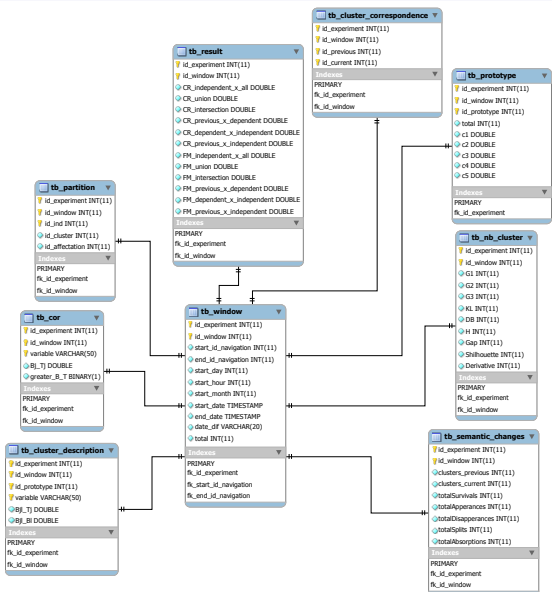 tb_cluster_correspondence
id_experiment INT(11)
id_window INT(11)
id_previous INT(11)
id_current INT(11)
Indexes
PRIMARY
fk_id_experiment
fk_id_window
tb_result
id_experiment INT(11)
id_window INT(11)
CR_independent_x_all DOUBLE
CR_union DOUBLE
CR_intersection DOUBLE
CR_previous_x_dependent DOUBLE
CR_dependent_x_independent DOUBLE
CR_previous_x_independent DOUBLE
FM_independent_x_all DOUBLE
FM_union DOUBLE
FM_intersection DOUBLE
FM_previous_x_dependent DOUBLE
FM_dependent_x_independent DOUBLE
FM_previous_x_independent DOUBLE
Indexes
PRIMARY
fk_id_experiment
fk_id_window
tb_prototype
id_experiment INT(11)
id_window INT(11)
id_prototype INT(11)
total INT(11)
c1 DOUBLE
c2 DOUBLE
c3 DOUBLE
c4 DOUBLE
c5 DOUBLE
Indexes
PRIMARY
fk_id_experiment
tb_partition
id_experiment INT(11)
id_window INT(11)
id_ind INT(11)
id_cluster INT(11)
id_affectation INT(11)
Indexes
PRIMARY
fk_id_experiment
fk_id_window
tb_nb_cluster
id_experiment INT(11)
id_window INT(11)
G1 INT(11)
G2 INT(11)
G3 INT(11)
KL INT(11)
DB INT(11)
H INT(11)
Gap INT(11)
Shilhouette INT(11)
Derivative INT(11)
Indexes
PRIMARY
fk_id_experiment
fk_id_window
tb_window
id_experiment INT(11)
id_window INT(11)
start_id_navigation INT(11)
end_id_navigation INT(11)
start_day INT(11)
start_hour INT(11)
start_month INT(11)
start_date TIMESTAMP
end_date TIMESTAMP
date_dif VARCHAR(20)
total INT(11)
Indexes
PRIMARY
fk_id_experiment
fk_start_id_navigation
fk_end_id_navigation
tb_cor
id_experiment INT(11)
id_window INT(11)
variable VARCHAR(50)
Bj_Tj DOUBLE
greater_B_T BINARY(1)
Indexes
PRIMARY
fk_id_experiment
fk_id_window
tb_cluster_description
id_experiment INT(11)
id_window INT(11)
id_prototype INT(11)
variable VARCHAR(50)
BjI_Tj DOUBLE
BjI_BI DOUBLE
Indexes
PRIMARY
fk_id_experiment
fk_id_window
tb_semantic_changes
id_experiment INT(11)
id_window INT(11)
clusters_previous INT(11)
clusters_current INT(11)
totalSurvivals INT(11)
totalApperances INT(11)
totalDisapperances INT(11)
totalSplits INT(11)
totalAbsorptions INT(11)
Indexes
PRIMARY
fk_id_experiment
fk_id_window